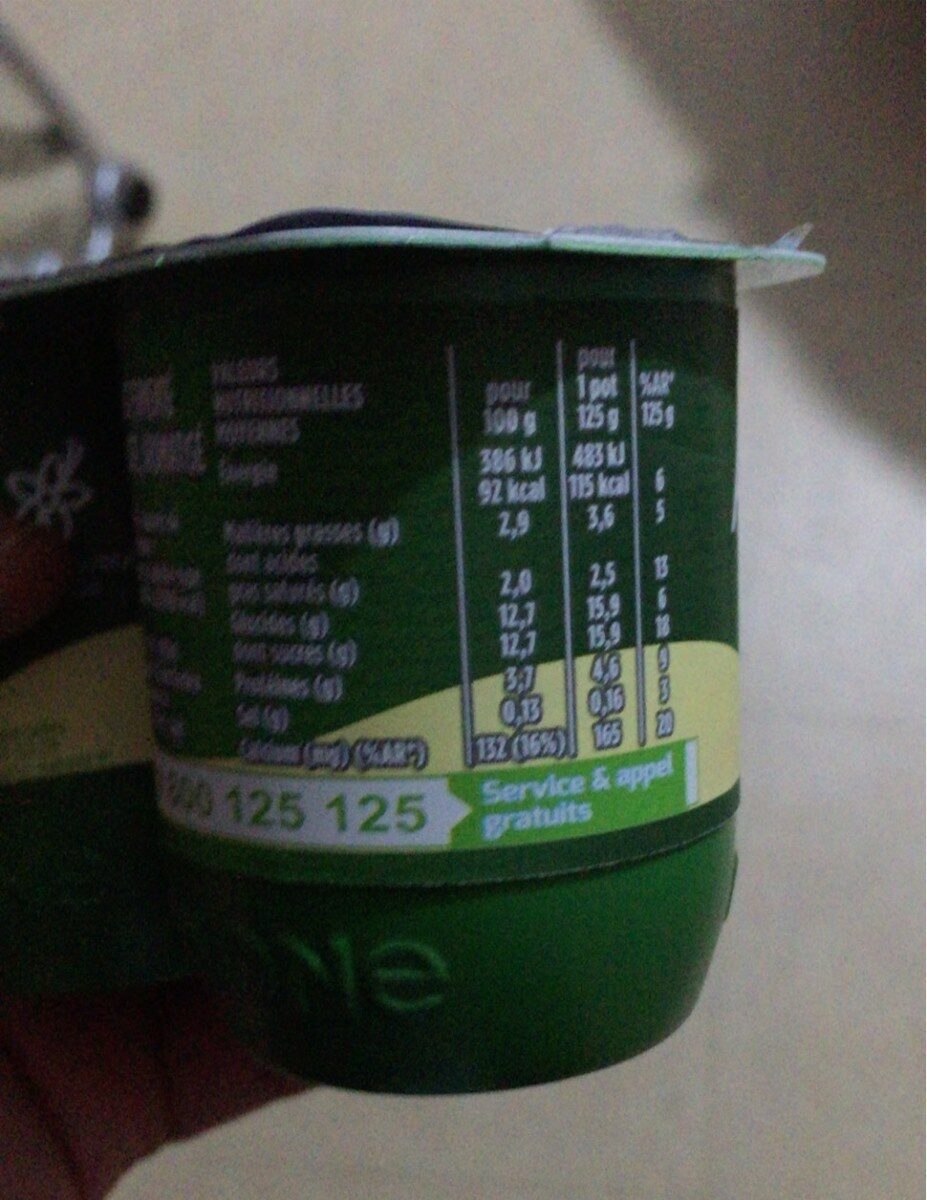 VALEURS
NUTRITIONNELLES
MOYENNES
pour
100 g
pour
1 pot
125 g
%AR*
125 g
Energie 386 kJ 483 kJ
92 kcal 115 kcal 6
Matières grasses (g) 2,9 3,6 5
dont acides
gras saturés (g) 2,0 2,5 13
Glucides (g) 12,7 15,9 6
dont sucres (g) 12,7 15,9 18
Protéines (g) 3,7 4,6 9
Sel (g) 0,13 0,16 3
Calcium (mg) (%AR*) 132 (16%) 165 20
800 125 125
Service & appel
gratuits